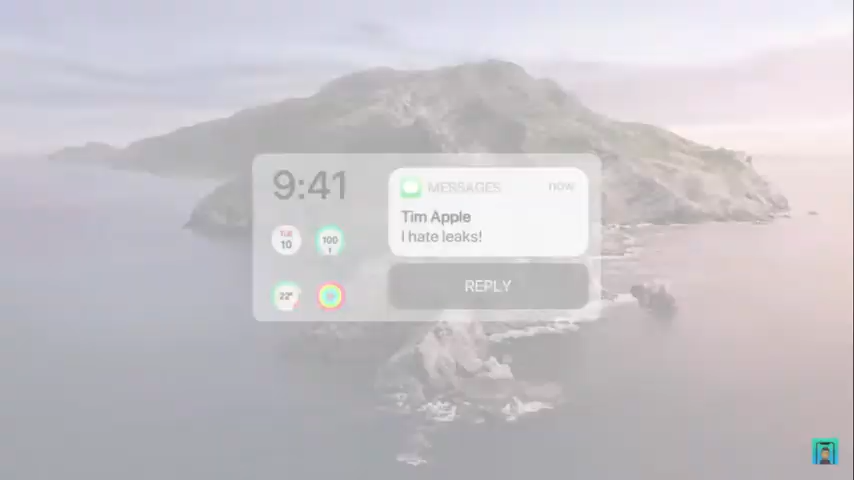 9:41
TUE
10
100
22°
MESSAGES
now
Tim Apple
I hate leaks!
REPLY